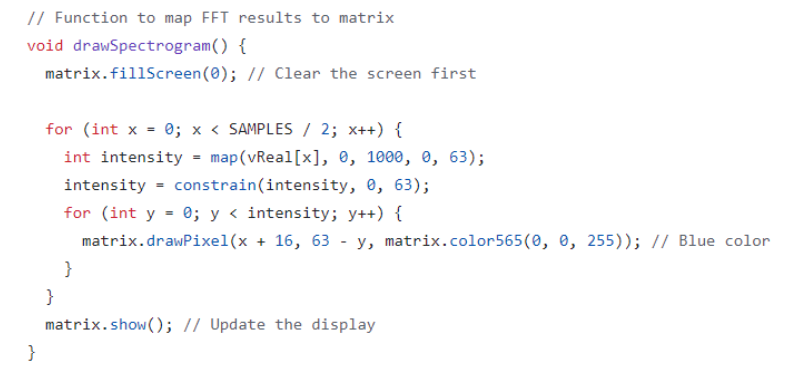 // Function to map FFT results to matrix
void drawSpectrogram() {
  matrix.fillScreen(0); // Clear the screen first

  for (int x = 0; x < SAMPLES / 2; x++) {
    int intensity = map(vReal[x], 0, 1000, 0, 63);
    intensity = constrain(intensity, 0, 63);
    for (int y = 0; y < intensity; y++) {
      matrix.drawPixel(x + 16, 63 - y, matrix.color565(0, 0, 255)); // Blue color
    }
  }
  matrix.show(); // Update the display
}